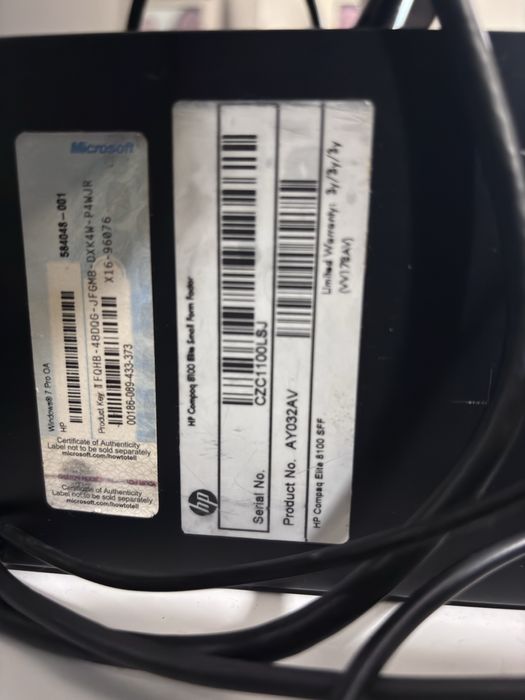 Microsoft
584048-001
Windows® 7 Pro OA
HP
Product Key: TFQHB-48DQG-JFGMB-DXK4W-P4WJR
X16-96076
00186-089-433-373
Certificate of Authenticity
Label not to be sold separately
microsoft.com/howtotell
Certificate of Authenticity
Label not to be sold separately
microsoft.com/howtotell
hp
HP Compaq 8100 Elite Small Form Factor
Serial No. CZC1100LSJ
Product No. AY032AV
HP Compaq Elite 8100 SFF
Limited Warranty: 3y/3y/3y
(VV178AV)